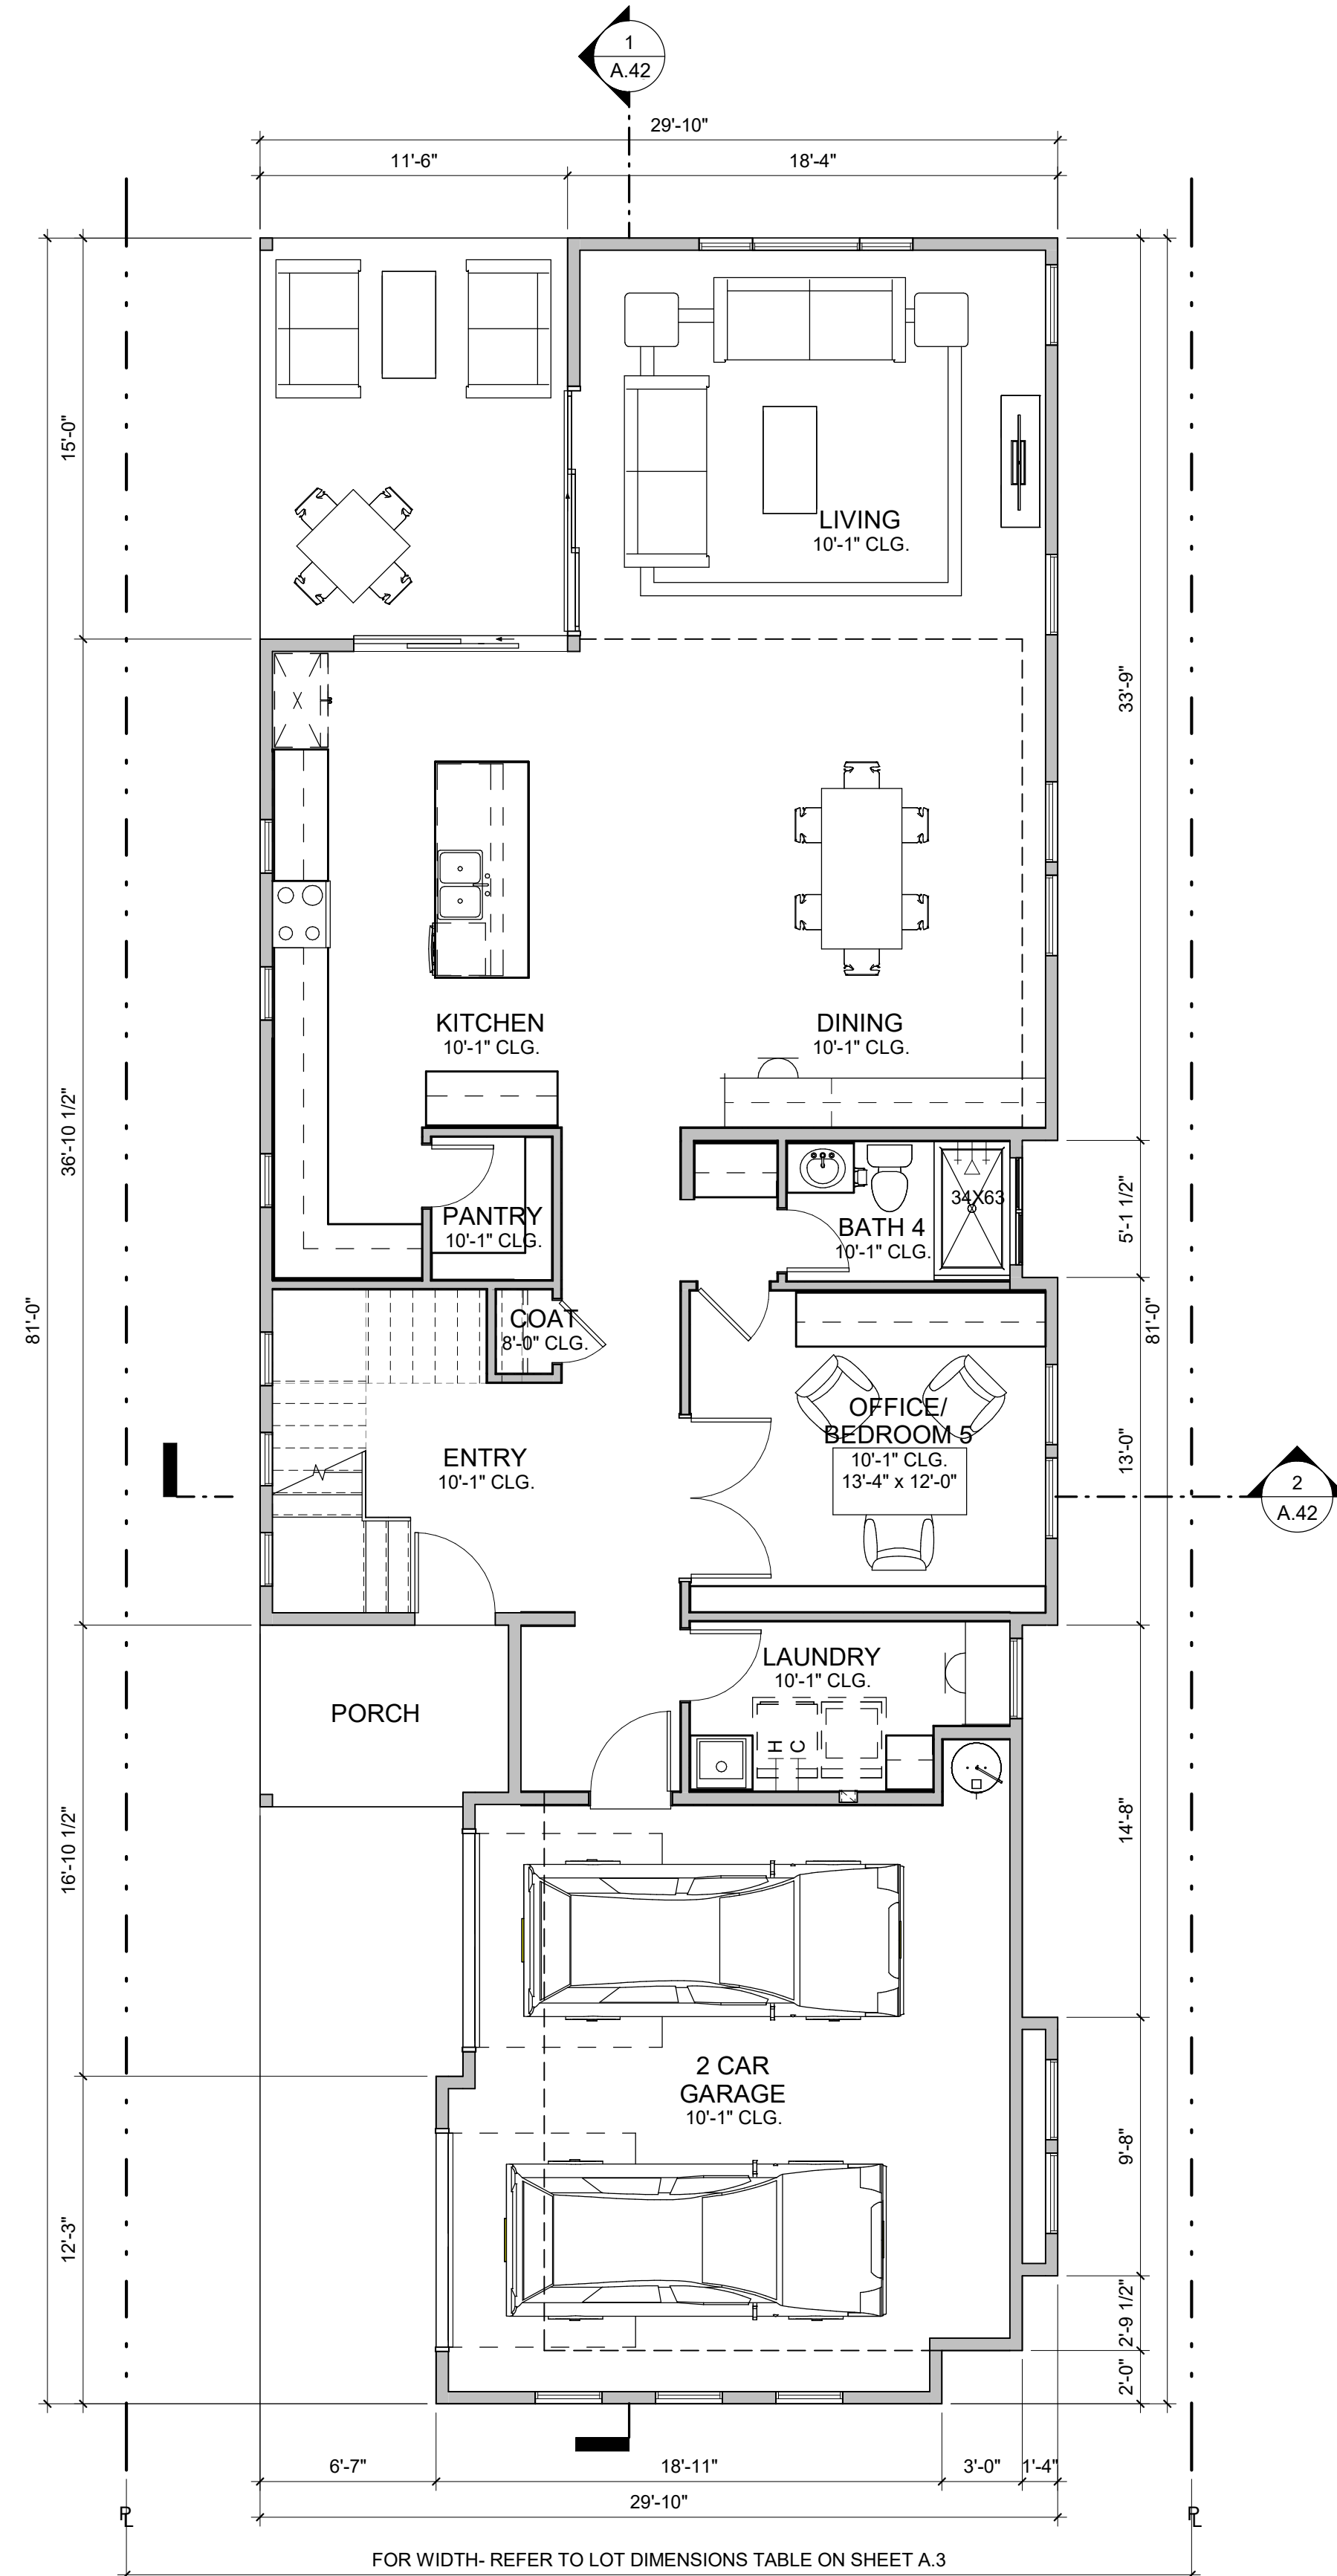 1
A.42
29'-10"
11'-6"
18'-4"
15'-0"
LIVING
10'-1" CLG.
33'-9"
KITCHEN
10'-1" CLG.
DINING
10'-1" CLG.
36'-10 1/2"
34X63
5'-1 1/2"
PANTRY
10'-1" CLG.
BATH 4
10'-1" CLG.
81'-0"
81'-0"
COAT
8'-0" CLG.
OFFICE/
BEDROOM 5
10'-1" CLG.
13'-4" x 12'-0"
13'-0"
ENTRY
10'-1" CLG.
2
A.42
LAUNDRY
10'-1" CLG.
PORCH
H
C
16'-10 1/2"
14'-8"
2 CAR
GARAGE
10'-1" CLG.
9'-8"
12'-3"
2'-9 1/2"
2'-0"
6'-7"
18'-11"
3'-0"
1'-4"
29'-10"
PL
PL
FOR WIDTH- REFER TO LOT DIMENSIONS TABLE ON SHEET A.3